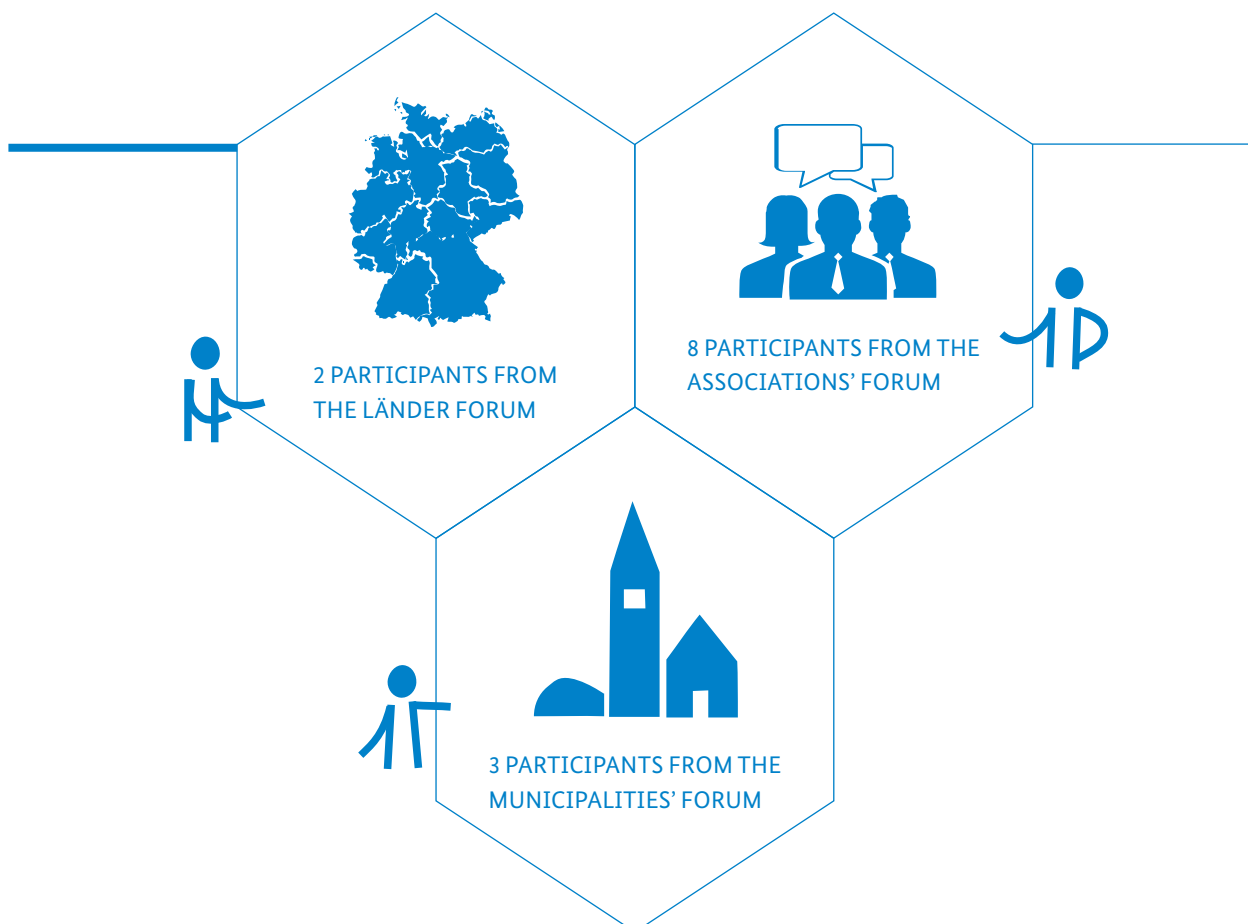 2 PARTICIPANTS FROM
THE LÄNDER FORUM
8 PARTICIPANTS FROM THE
ASSOCIATIONS’ FORUM
3 PARTICIPANTS FROM THE
MUNICIPALITIES’ FORUM